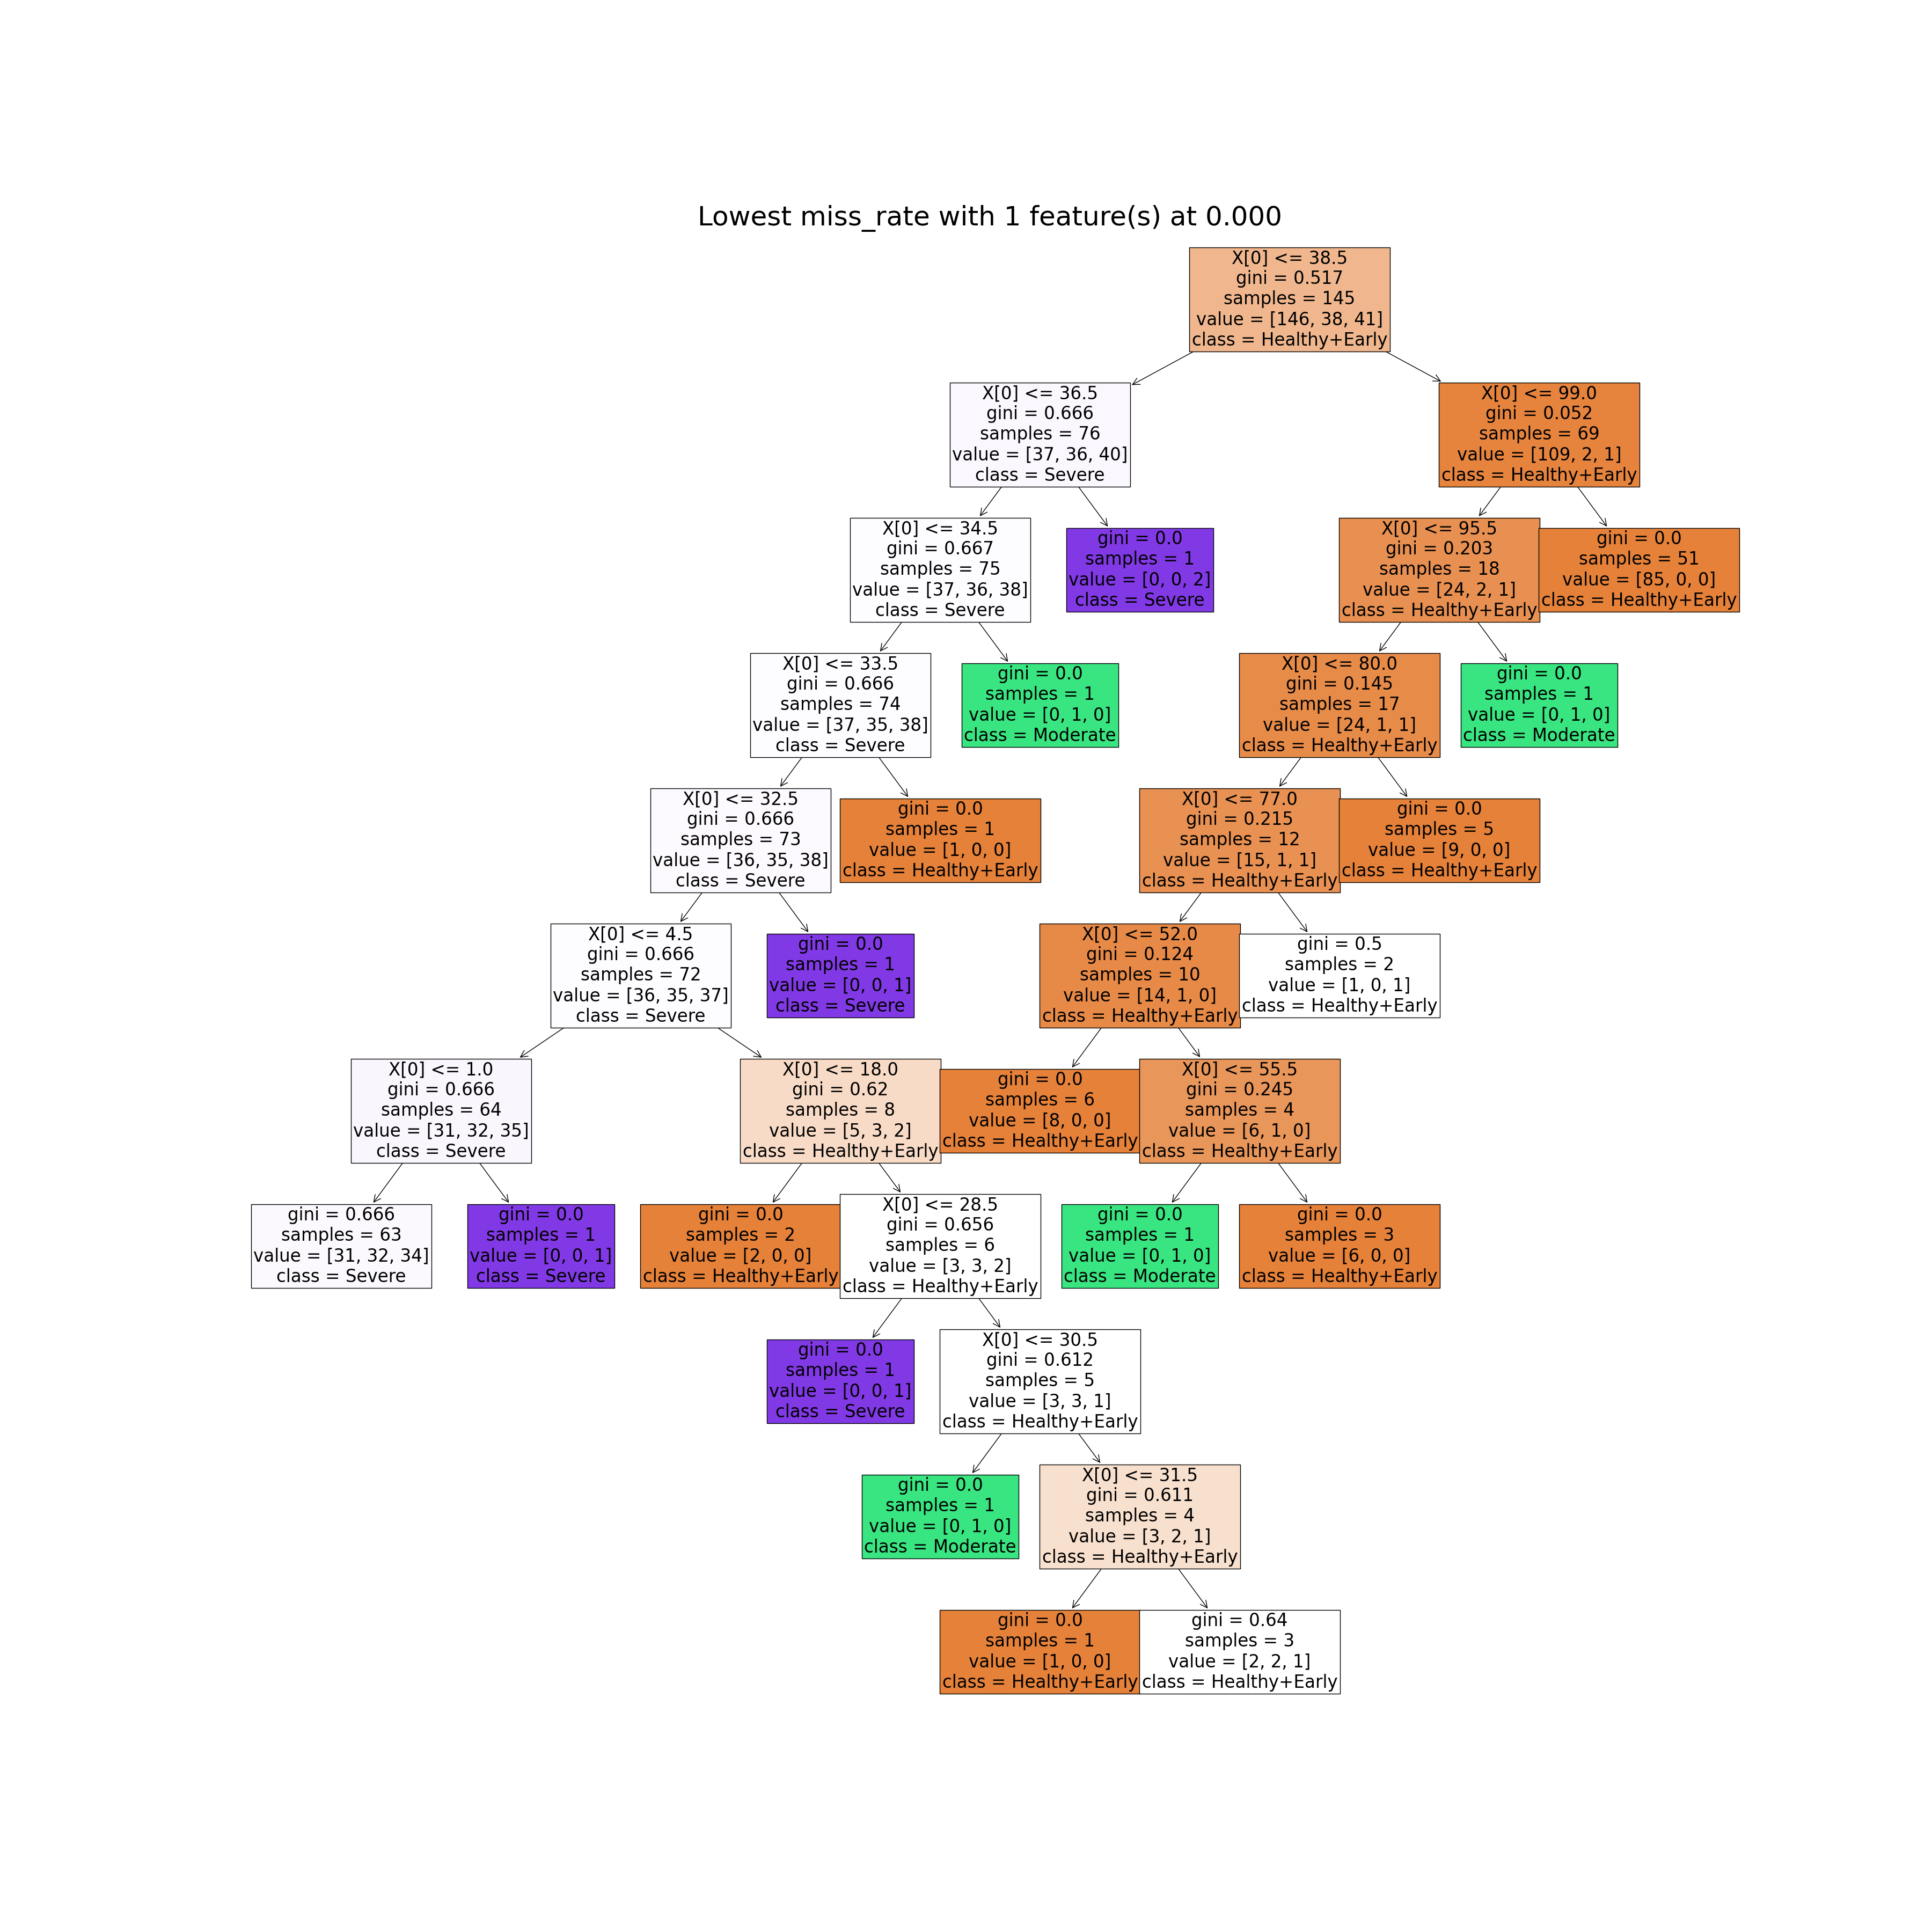 Lowest miss_rate with 1 feature(s) at 0.000
X[0] <= 38.5
gini = 0.517
samples = 145
value = [146, 38, 41]
class = Healthy+Early
X[0] <= 36.5
gini = 0.666
samples = 76
value = [37, 36, 40]
class = Severe
X[0] <= 99.0
gini = 0.052
samples = 69
value = [109, 2, 1]
class = Healthy+Early
X[0] <= 34.5
gini = 0.667
samples = 75
value = [37, 36, 38]
class = Severe
gini = 0.0
samples = 1
value = [0, 0, 2]
class = Severe
X[0] <= 95.5
gini = 0.203
samples = 18
value = [24, 2, 1]
class = Healthy+Early
gini = 0.0
samples = 51
value = [85, 0, 0]
class = Healthy+Early
X[0] <= 33.5
gini = 0.666
samples = 74
value = [37, 35, 38]
class = Severe
gini = 0.0
samples = 1
value = [0, 1, 0]
class = Moderate
X[0] <= 80.0
gini = 0.145
samples = 17
value = [24, 1, 1]
class = Healthy+Early
gini = 0.0
samples = 1
value = [0, 1, 0]
class = Moderate
X[0] <= 32.5
gini = 0.666
samples = 73
value = [36, 35, 38]
class = Severe
gini = 0.0
samples = 1
value = [1, 0, 0]
class = Healthy+Early
X[0] <= 77.0
gini = 0.215
samples = 12
value = [15, 1, 1]
class = Healthy+Early
gini = 0.0
samples = 5
value = [9, 0, 0]
class = Healthy+Early
X[0] <= 4.5
gini = 0.666
samples = 72
value = [36, 35, 37]
class = Severe
gini = 0.0
samples = 1
value = [0, 0, 1]
class = Severe
X[0] <= 52.0
gini = 0.124
samples = 10
value = [14, 1, 0]
class = Healthy+Early
gini = 0.5
samples = 2
value = [1, 0, 1]
class = Healthy+Early
X[0] <= 1.0
gini = 0.666
samples = 64
value = [31, 32, 35]
class = Severe
X[0] <= 18.0
gini = 0.62
samples = 8
value = [5, 3, 2]
class = Healthy+Early
gini = 0.0
samples = 6
value = [8, 0, 0]
class = Healthy+Early
X[0] <= 55.5
gini = 0.245
samples = 4
value = [6, 1, 0]
class = Healthy+Early
gini = 0.666
samples = 63
value = [31, 32, 34]
class = Severe
gini = 0.0
samples = 1
value = [0, 0, 1]
class = Severe
gini = 0.0
samples = 2
value = [2, 0, 0]
class = Healthy+Early
X[0] <= 28.5
gini = 0.656
samples = 6
value = [3, 3, 2]
class = Healthy+Early
gini = 0.0
samples = 1
value = [0, 1, 0]
class = Moderate
gini = 0.0
samples = 3
value = [6, 0, 0]
class = Healthy+Early
gini = 0.0
samples = 1
value = [0, 0, 1]
class = Severe
X[0] <= 30.5
gini = 0.612
samples = 5
value = [3, 3, 1]
class = Healthy+Early
gini = 0.0
samples = 1
value = [0, 1, 0]
class = Moderate
X[0] <= 31.5
gini = 0.611
samples = 4
value = [3, 2, 1]
class = Healthy+Early
gini = 0.0
samples = 1
value = [1, 0, 0]
class = Healthy+Early
gini = 0.64
samples = 3
value = [2, 2, 1]
class = Healthy+Early